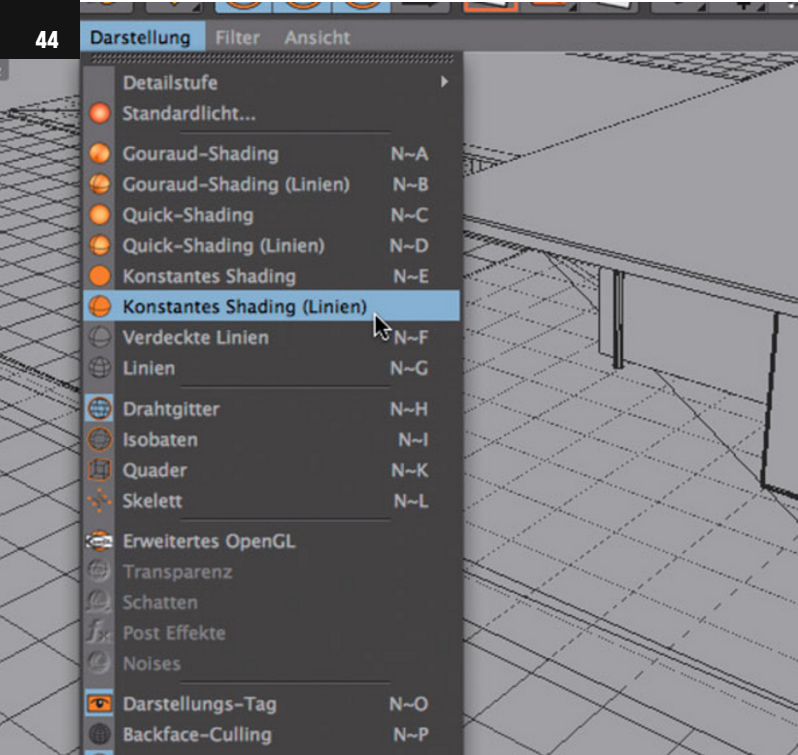 44
Darstellung Filter Ansicht
Detailstufe
Standardlicht...
Gouraud-Shading N~A
Gouraud-Shading (Linien) N~B
Quick-Shading N~C
Quick-Shading (Linien) N~D
Konstantes Shading N~E
Konstantes Shading (Linien)
Verdeckte Linien N~F
Linien N~G
Drahtgitter N~H
Isobaten N~I
Quader N~K
Skelett N~L
Erweitertes OpenGL
Transparenz
Schatten
Post Effekte
Noises
Darstellungs-Tag N~O
Backface-Culling N~P